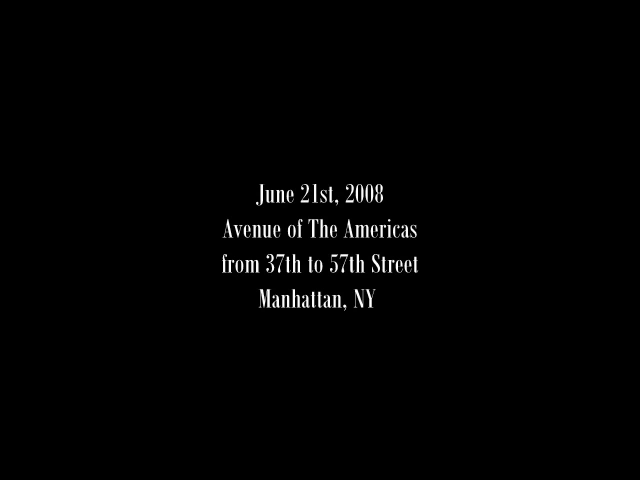 June 21st, 2008
Avenue of The Americas
from 37th to 57th Street
Manhattan, NY